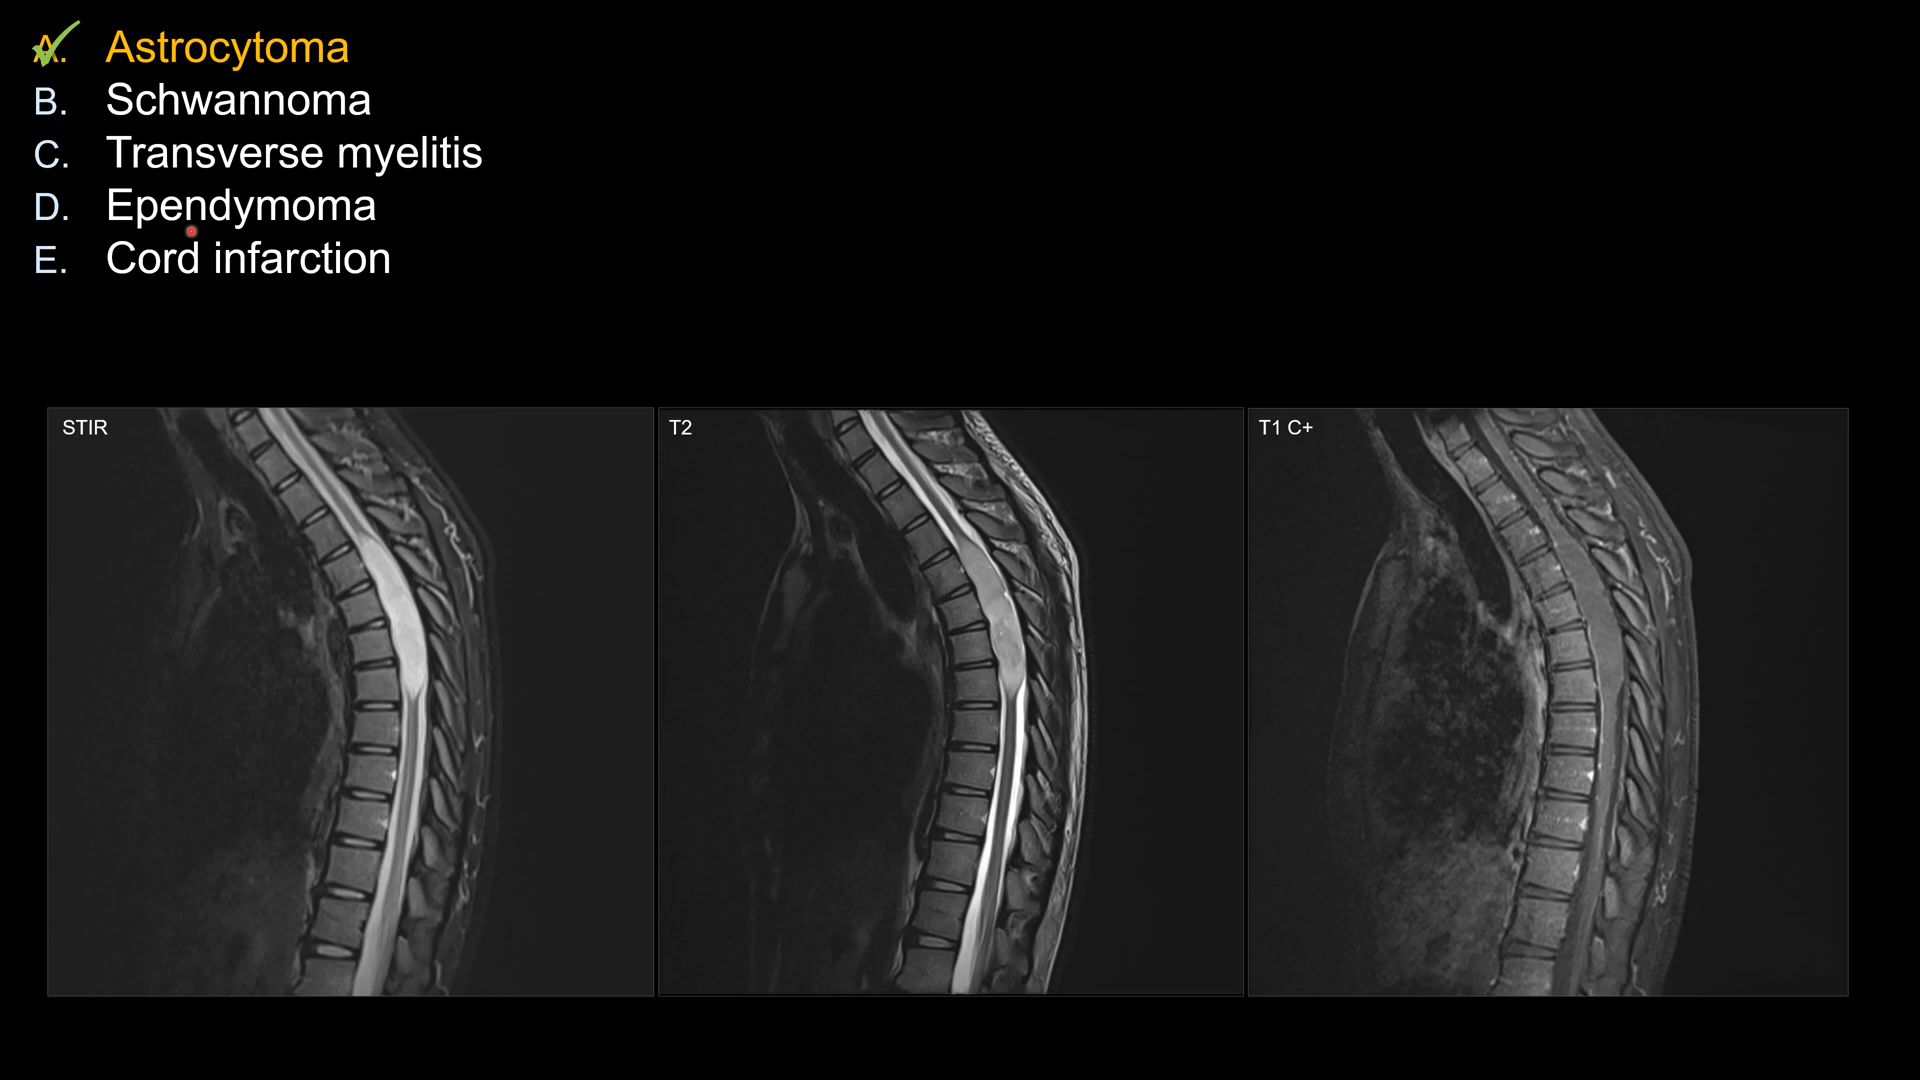 A. Astrocytoma
B. Schwannoma
C. Transverse myelitis
D. Ependymoma
E. Cord infarction
STIR
T2
T1 C+